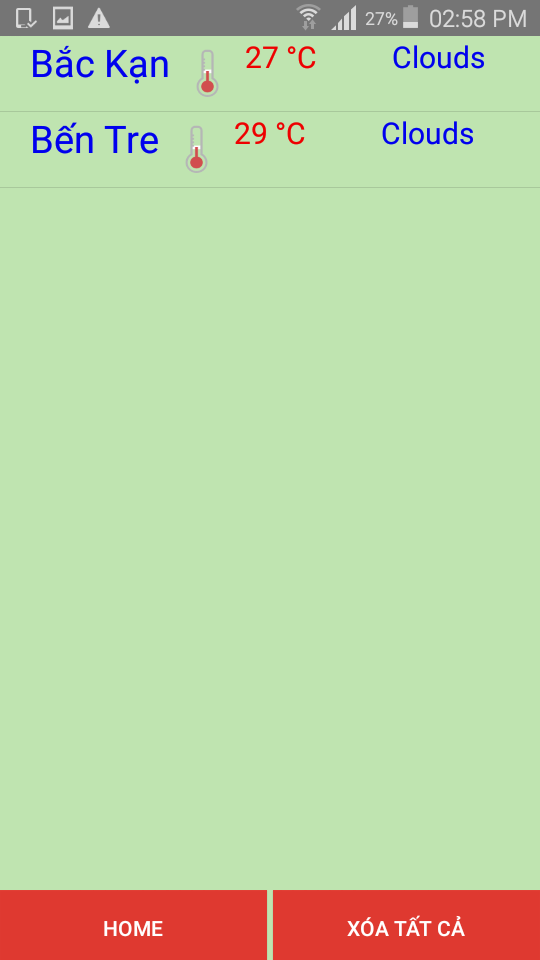 27% 02:58 PM
Bắc Kạn 27 °C Clouds
Bến Tre 29 °C Clouds
HOME XÓA TẤT CẢ